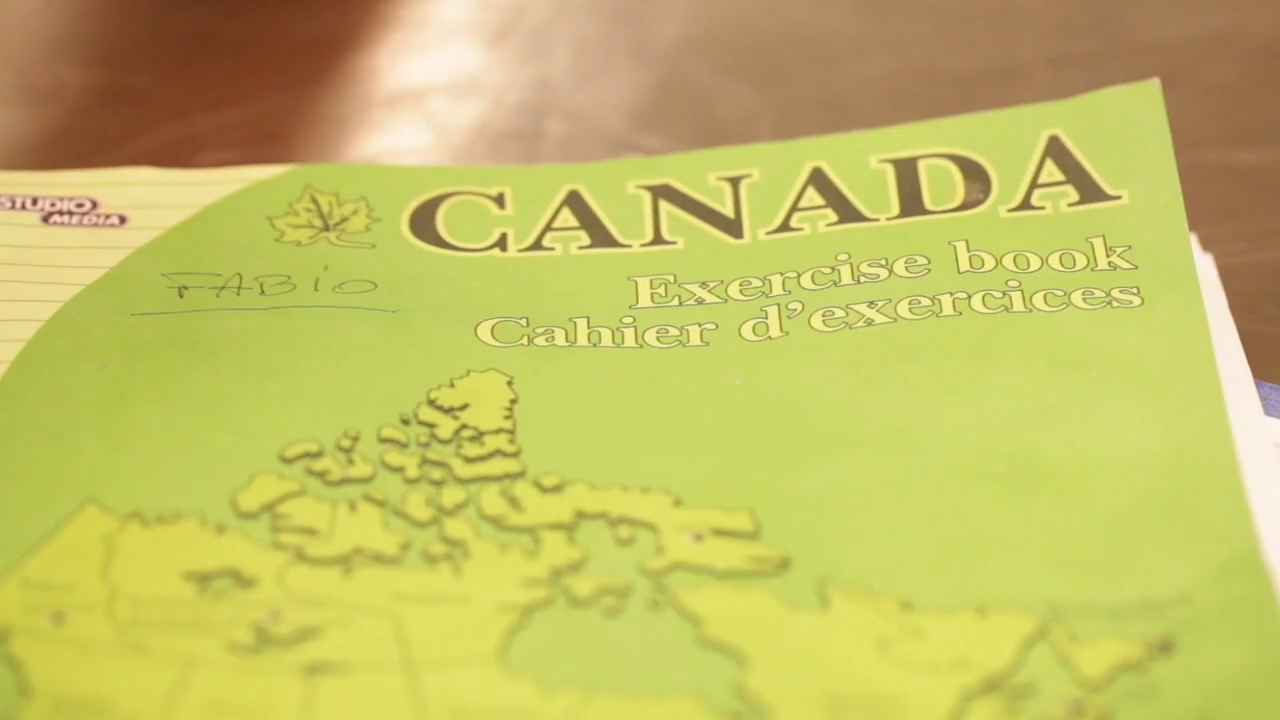 STUDIO
MEDIA
CANADA
FABIO
Exercise book
Cahier d'exercices